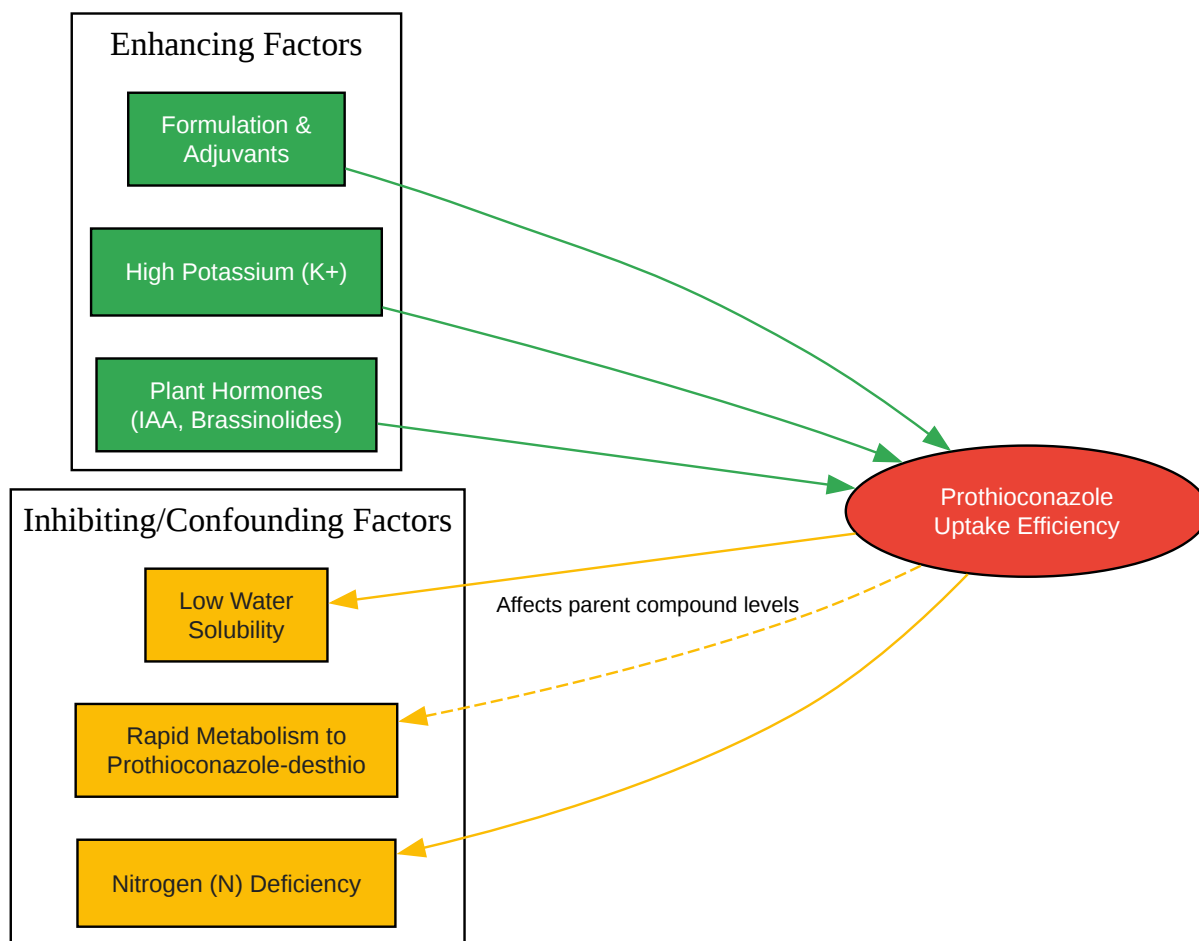 Enhancing Factors
Formulation &
Adjuvants
High Potassium (K+)
Plant Hormones
(IAA, Brassinolides)
Prothioconazole
Uptake Efficiency
Inhibiting/Confounding Factors
Low Water
Solubility
Affects parent compound levels
Rapid Metabolism to
Prothioconazole-desthio
Nitrogen (N) Deficiency